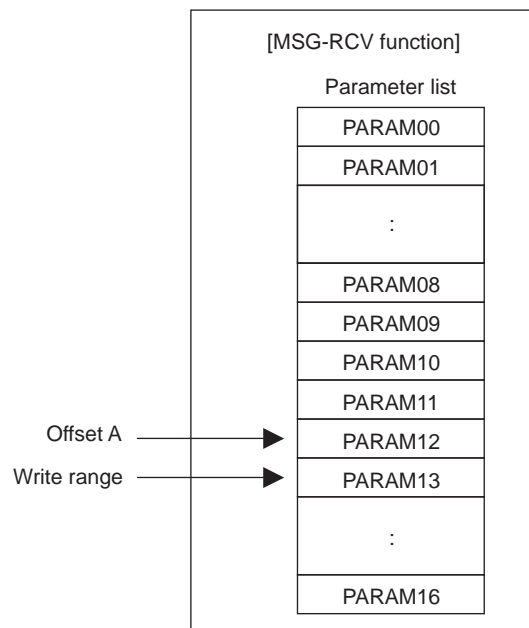 [MSG-RCV function]
Parameter list
PARAM00
PARAM01
:
PARAM08
PARAM09
PARAM10
PARAM11
Offset A
PARAM12
Write range
PARAM13
:
PARAM16